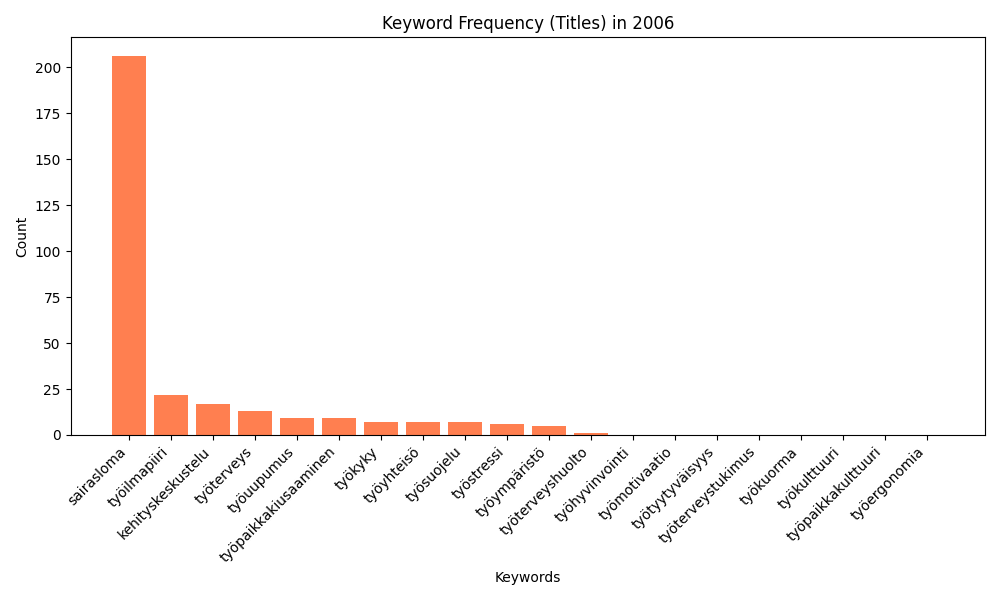 Keyword Frequency (Titles) in 2006
Count
200
175
150
125
100
75
50
25
0
sairasloma
työilmapiiri
kehityskeskustelu
työterveys
työuupumus
työpaikkakiusaaminen
työkyky
työyhteisö
työsuojelu
työstressi
työympäristö
työterveyshuolto
työhyvinvointi
työmotivaatio
työtyytyväisyys
työterveystukimus
työkuorma
työkulttuuri
työpaikkakulttuuri
työergonomia
Keywords